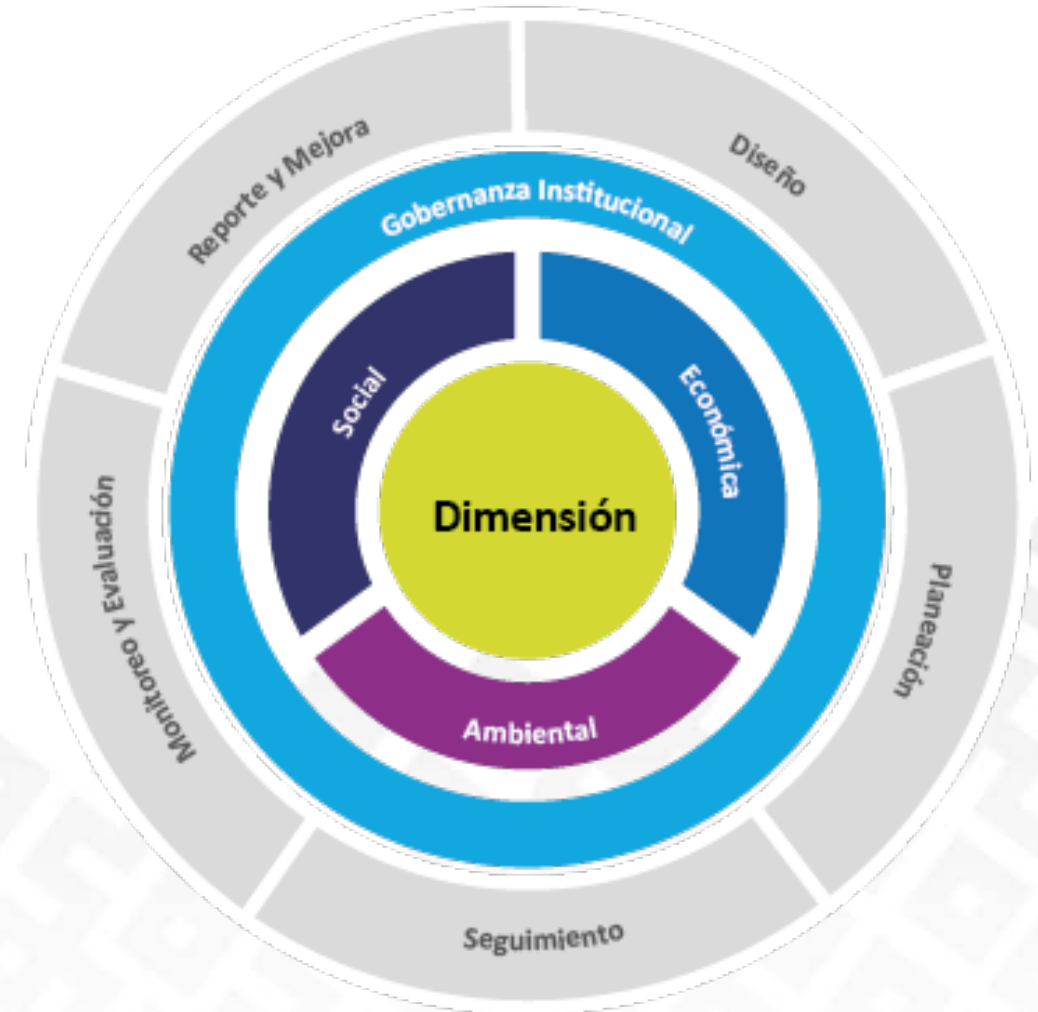 Reporte y Mejora
Diseño
Gobernanza Institucional
Social
Económica
Dimensión
Monitoreo y Evaluación
Planeación
Ambiental
Seguimiento